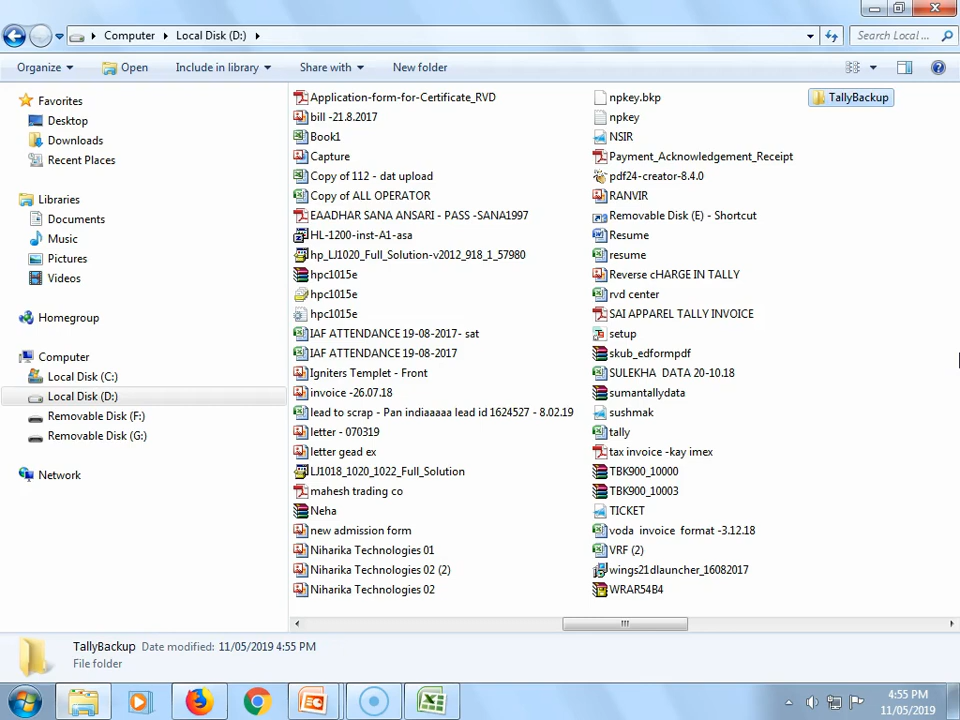 Computer
Local Disk (D:)
Search Local ...
Organize
Open
Include in library
Share with
New folder
Favorites
Desktop
Downloads
Recent Places
Libraries
Documents
Music
Pictures
Videos
Homegroup
Computer
Local Disk (C:)
Local Disk (D:)
Removable Disk (F:)
Removable Disk (G:)
Network
Application-form-for-Certificate_RVD
bill -21.8.2017
Book1
Capture
Copy of 112 - dat upload
Copy of ALL OPERATOR
EAADHAR SANA ANSARI - PASS -SANA1997
HL-1200-inst-A1-asa
hp_LJ1020_Full_Solution-v2012_918_1_57980
hpc1015e
hpc1015e
hpc1015e
IAF ATTENDANCE 19-08-2017- sat
IAF ATTENDANCE 19-08-2017
Igniters Templet - Front
invoice -26.07.18
lead to scrap - Pan indiaaaaa lead id 1624527 - 8.02.19
letter - 070319
letter gead ex
LJ1018_1020_1022_Full_Solution
mahesh trading co
Neha
new admission form
Niharika Technologies 01
Niharika Technologies 02 (2)
Niharika Technologies 02
npkey.bkp
npkey
NSIR
Payment_Acknowledgement_Receipt
pdf24-creator-8.4.0
RANVIR
Removable Disk (E) - Shortcut
Resume
resume
Reverse cHARGE IN TALLY
rvd center
SAI APPAREL TALLY INVOICE
setup
skub_edformpdf
SULEKHA  DATA 20-10.18
sumantallydata
sushmak
tally
tax invoice -kay imex
TBK900_10000
TBK900_10003
TICKET
voda  invoice  format -3.12.18
VRF (2)
wings21dlauncher_16082017
WRAR54B4
TallyBackup
TallyBackup Date modified: 11/05/2019 4:55 PM
File folder
4:55 PM
11/05/2019